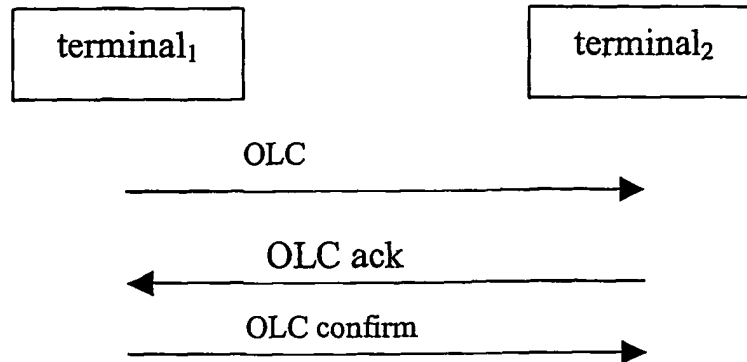 terminal₁
terminal₂
OLC
OLC ack
OLC confirm